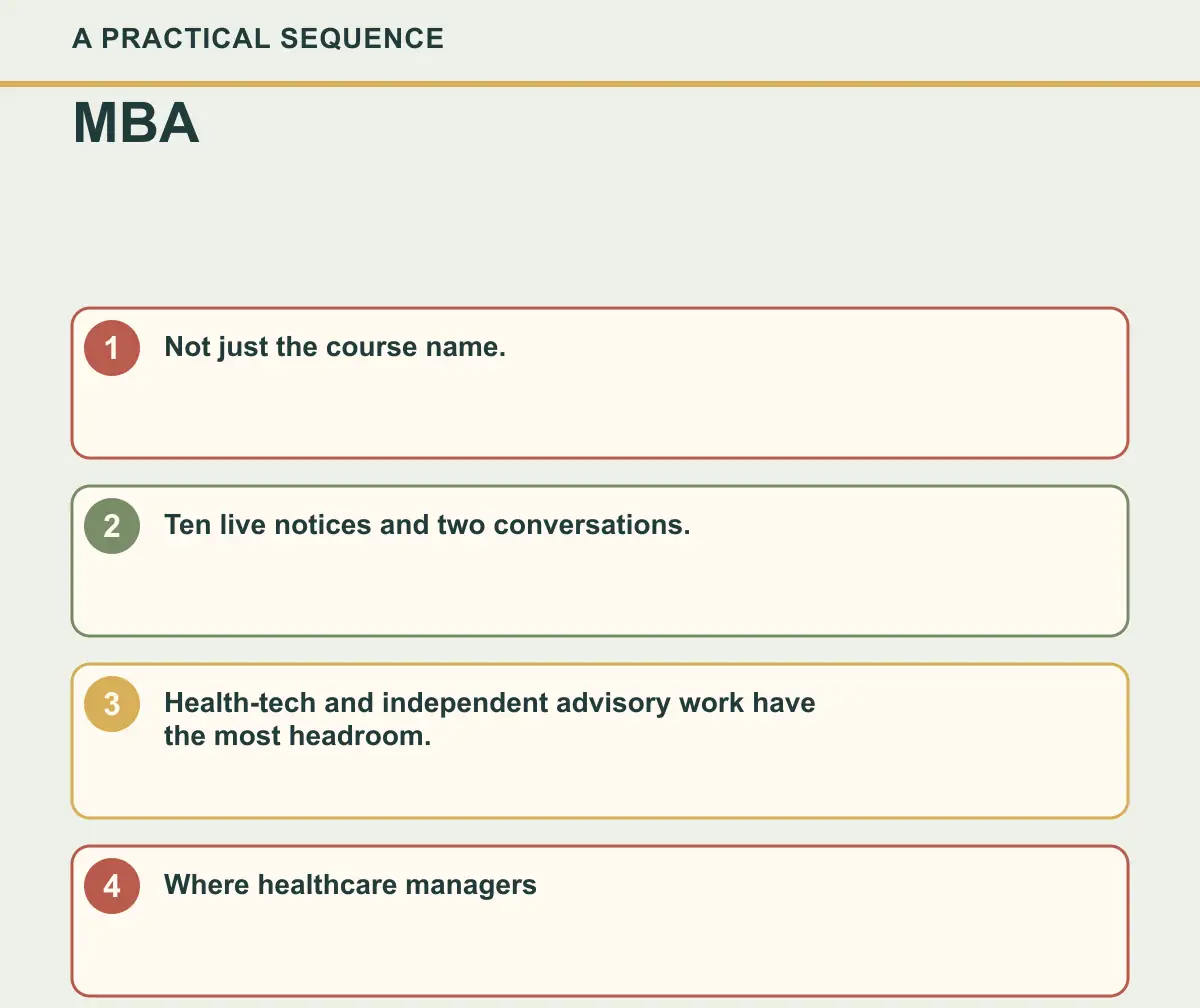 A PRACTICAL SEQUENCE
MBA
1
Not just the course name.
2
Ten live notices and two conversations.
3
Health-tech and independent advisory work have
the most headroom.
4
Where healthcare managers